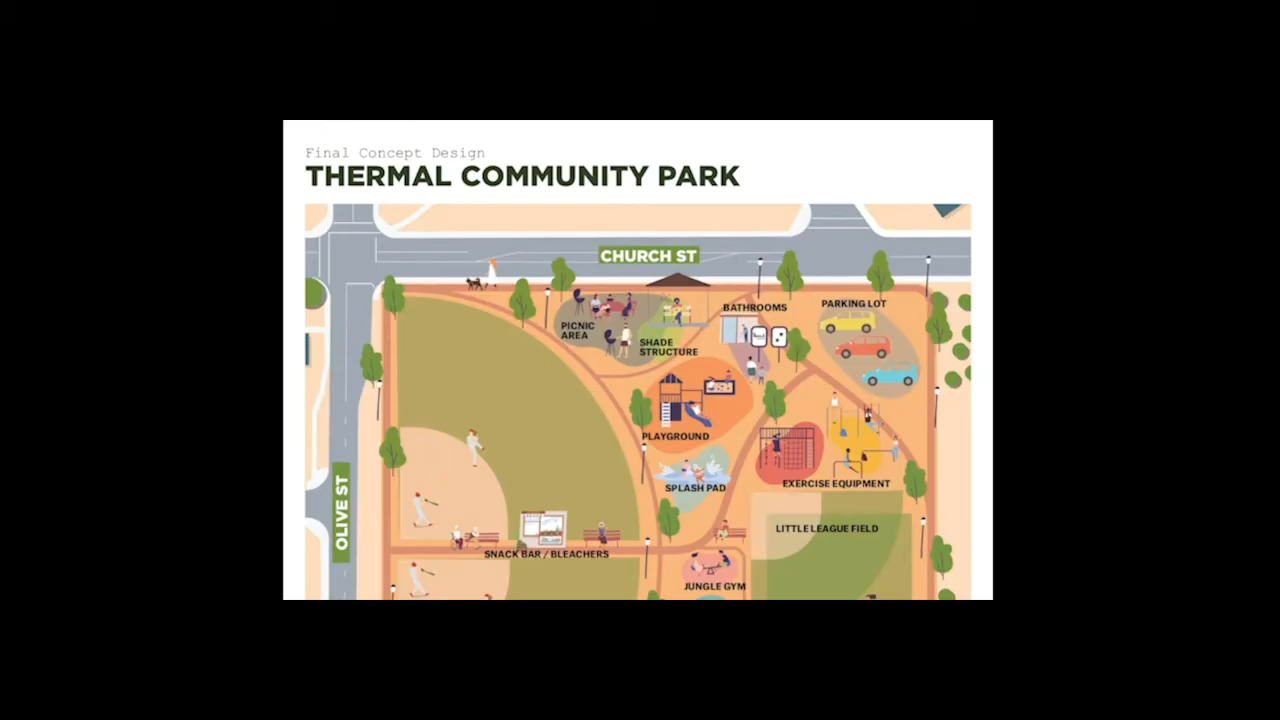 Final Concept Design
THERMAL COMMUNITY PARK
CHURCH ST
PICNIC
AREA
SHADE
STRUCTURE
BATHROOMS
PARKING LOT
PLAYGROUND
SPLASH PAD
EXERCISE EQUIPMENT
OLIVE ST
SNACK BAR / BLEACHERS
LITTLE LEAGUE FIELD
JUNGLE GYM